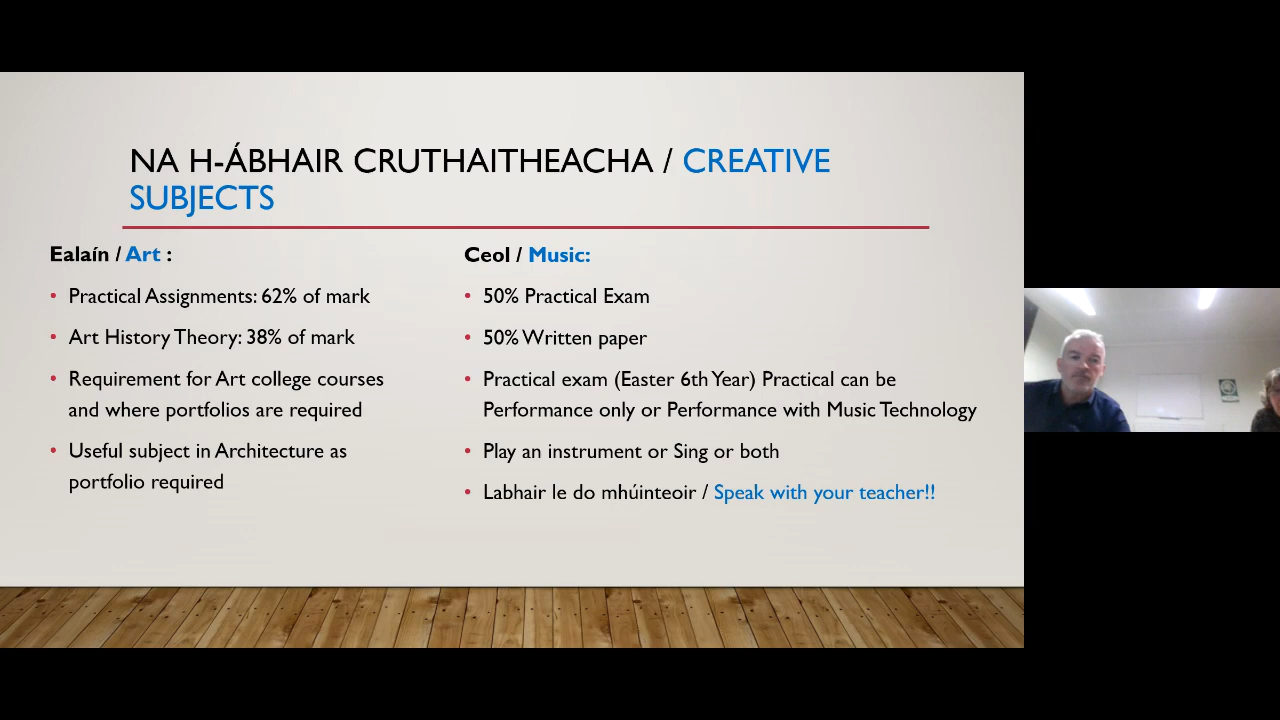 NA H-ÁBHAIR CRUTHAITHEACHA / CREATIVE
SUBJECTS
Ealaín / Art :
• Practical Assignments: 62% of mark
• Art History Theory: 38% of mark
• Requirement for Art college courses
and where portfolios are required
• Useful subject in Architecture as
portfolio required
Ceol / Music:
• 50% Practical Exam
• 50% Written paper
• Practical exam (Easter 6th Year) Practical can be
Performance only or Performance with Music Technology
• Play an instrument or Sing or both
• Labhair le do mhúinteoir / Speak with your teacher!!